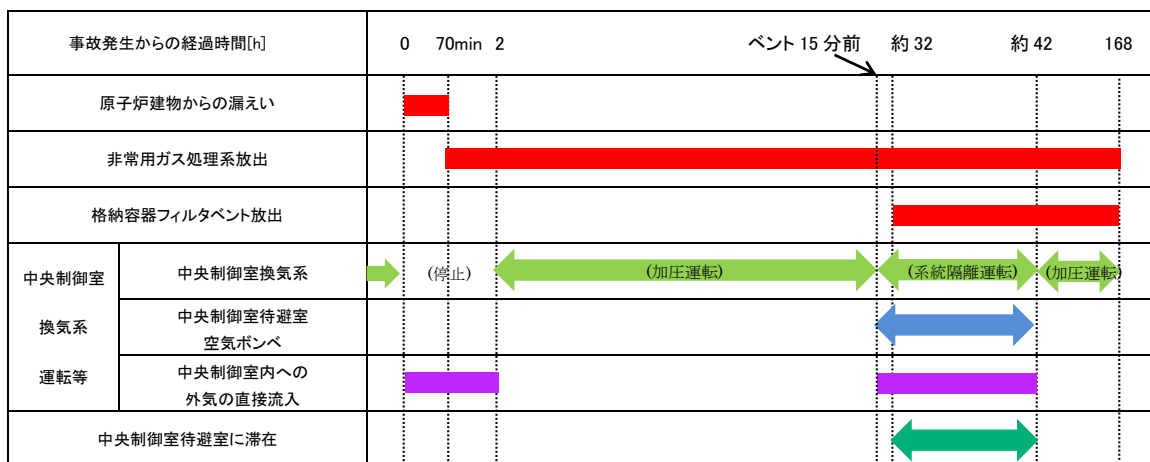 事故発生からの経過時間[h]
0 70min 2 ベント 15 分前 約 32 約 42 168
原子炉建物からの漏えい
非常用ガス処理系放出
格納容器フィルタベント放出
中央制御室
換気系
運転等
中央制御室換気系
(停止) (加圧運転) (系統隔離運転) (加圧運転)
中央制御室待避室
空気ボンベ
中央制御室内への
外気の直接流入
中央制御室待避室に滞在